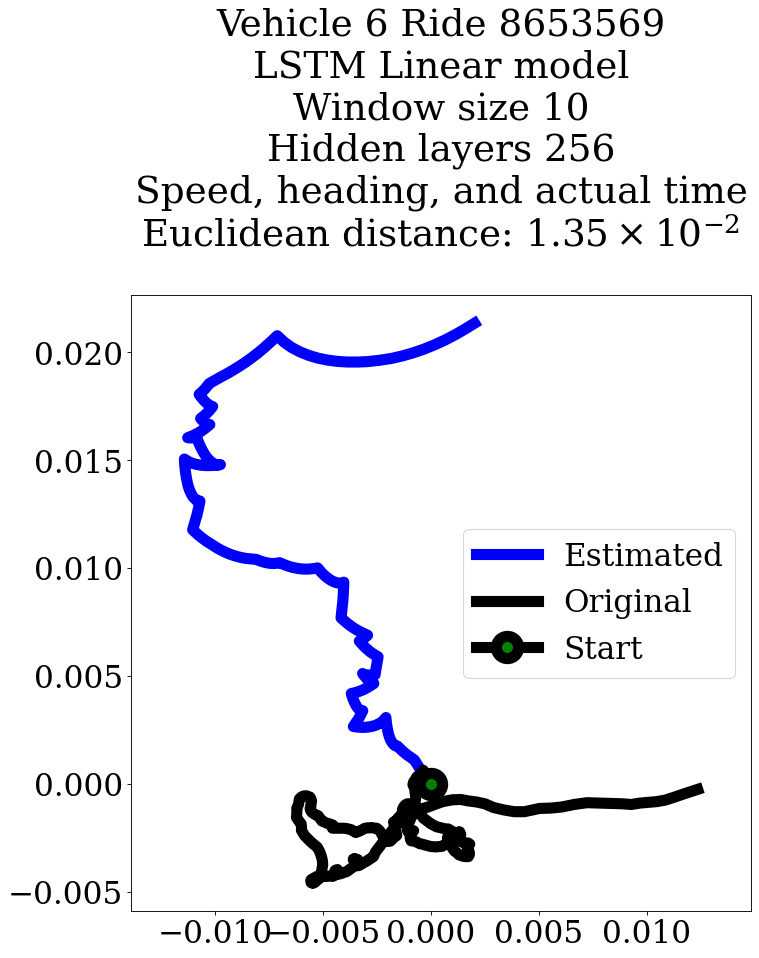 Vehicle 6 Ride 8653569
LSTM Linear model
Window size 10
Hidden layers 256
Speed, heading, and actual time
Euclidean distance: 1.35 × 10⁻²
0.020
0.015
0.010
0.005
0.000
−0.005
Estimated
Original
Start
−0.010 −0.005 0.000 0.005 0.010